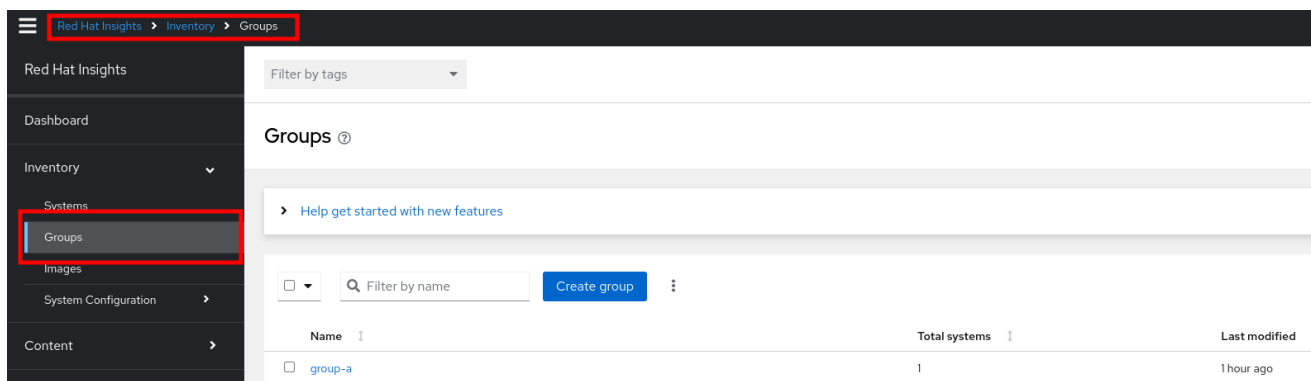 Red Hat Insights > Inventory > Groups
Red Hat Insights
Filter by tags
Dashboard
Groups
Inventory
Systems
Help get started with new features
Groups
Images
Filter by name
Create group
System Configuration
Name
Total systems
Last modified
Content
group-a
1
1 hour ago